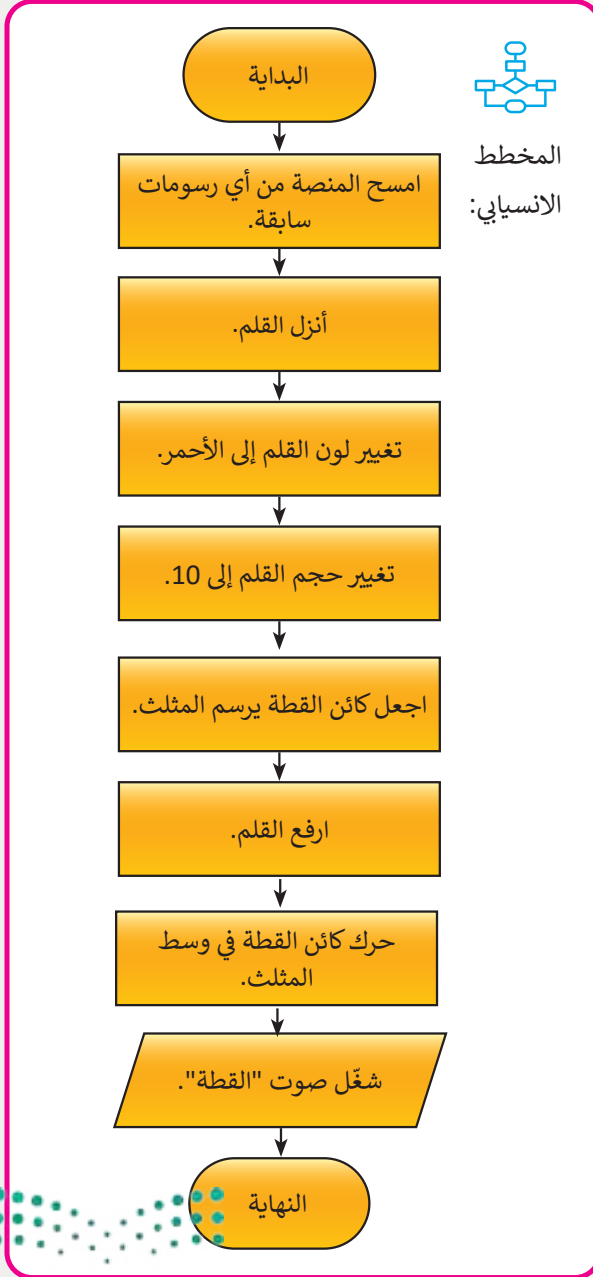 المخطط
الانسيابي:
البداية
امسح المنصة من أي رسومات
سابقة.
أنزل القلم.
تغيير لون القلم إلى الأحمر.
تغيير حجم القلم إلى 10.
اجعل كائن القطة يرسم المثلث.
ارفع القلم.
حرك كائن القطة في وسط
المثلث.
شغّل صوت "القطة".
النهاية